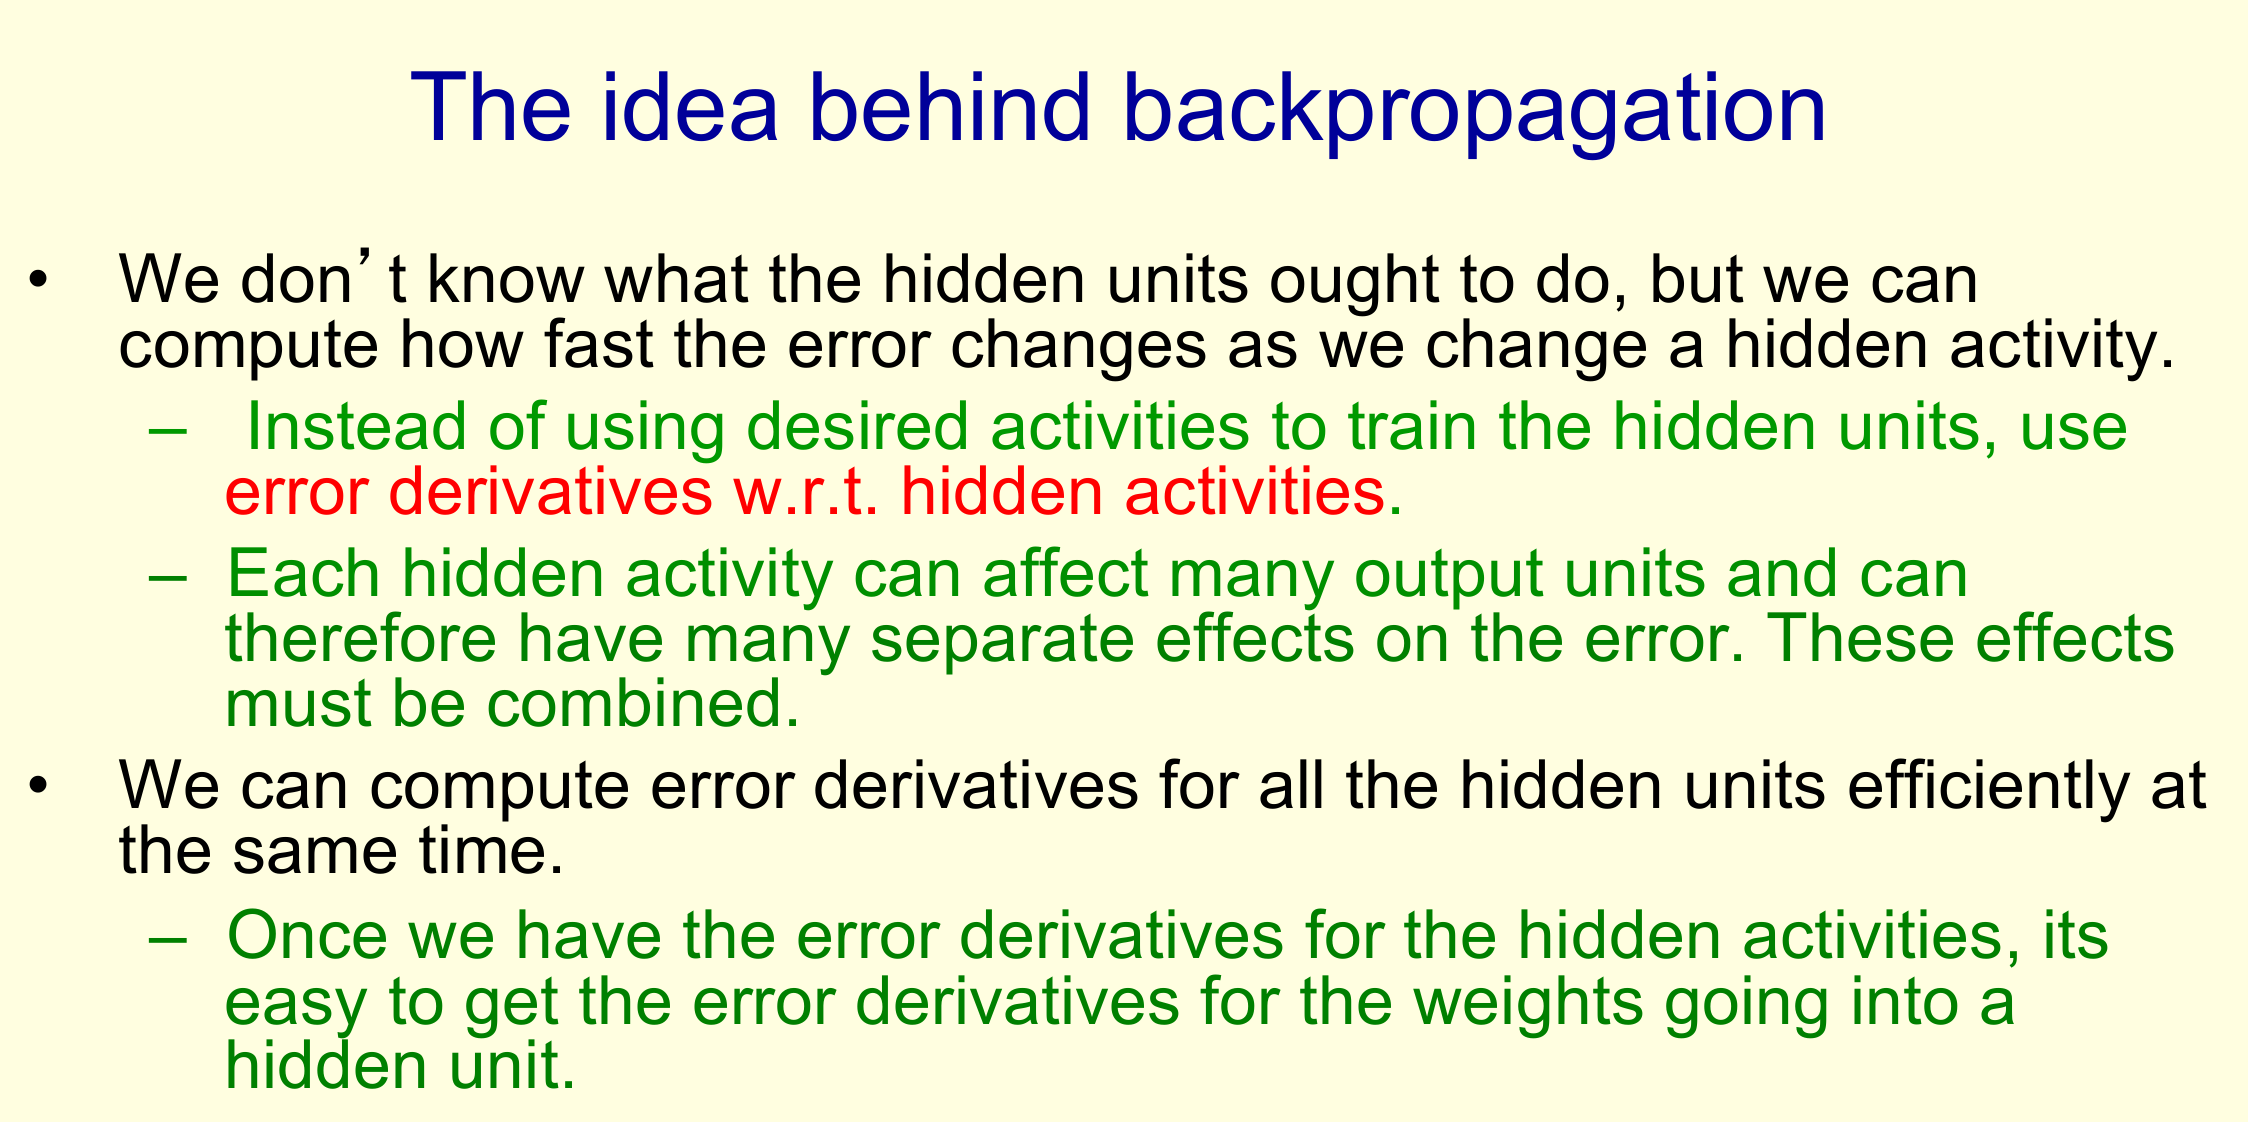 The idea behind backpropagation
• We don’t know what the hidden units ought to do, but we can
compute how fast the error changes as we change a hidden activity.
– Instead of using desired activities to train the hidden units, use
error derivatives w.r.t. hidden activities.
– Each hidden activity can affect many output units and can
therefore have many separate effects on the error. These effects
must be combined.
• We can compute error derivatives for all the hidden units efficiently at
the same time.
– Once we have the error derivatives for the hidden activities, its
easy to get the error derivatives for the weights going into a
hidden unit.